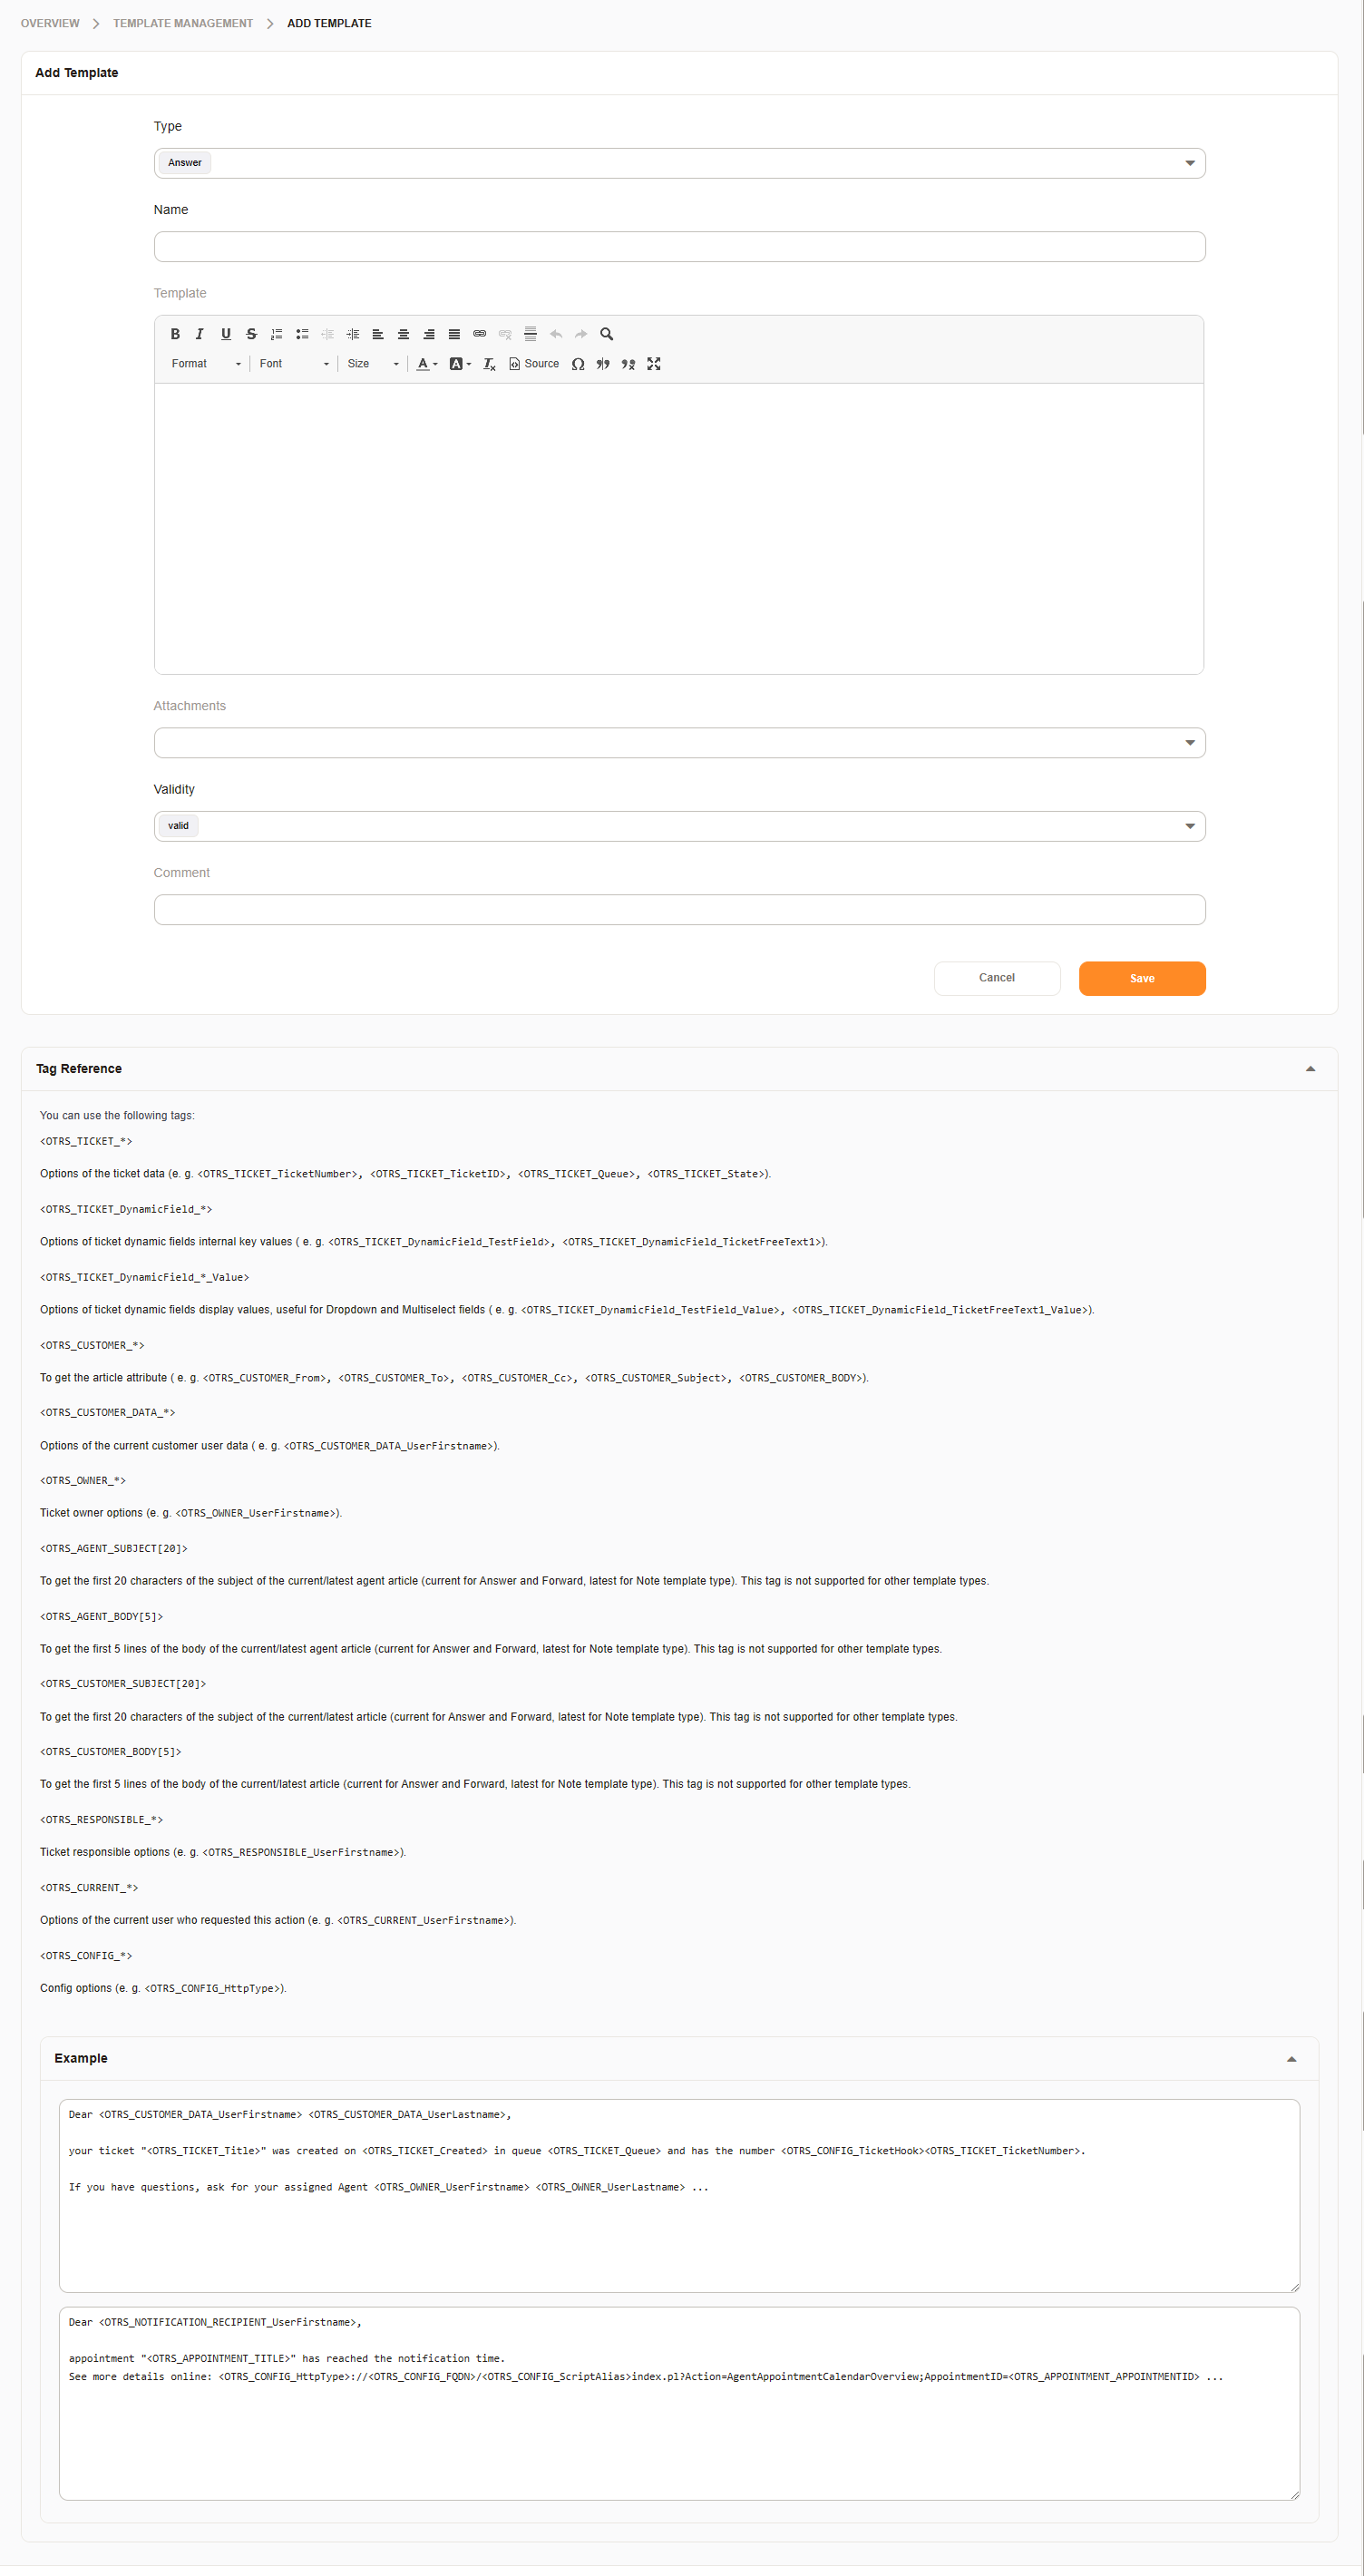 OVERVIEW > TEMPLATE MANAGEMENT > ADD TEMPLATE
Add Template
Type
Answer
Name
Template
B I U S
Format Font Size A A Tx Source Ω
Attachments
Validity
valid
Comment
Cancel Save
Tag Reference
You can use the following tags:
<OTRS_TICKET_*>
Options of the ticket data (e. g. <OTRS_TICKET_TicketNumber>, <OTRS_TICKET_TicketID>, <OTRS_TICKET_Queue>, <OTRS_TICKET_State>).
<OTRS_TICKET_DynamicField_*>
Options of ticket dynamic fields internal key values ( e. g. <OTRS_TICKET_DynamicField_TestField>, <OTRS_TICKET_DynamicField_TicketFreeText1>).
<OTRS_TICKET_DynamicField_*_Value>
Options of ticket dynamic fields display values, useful for Dropdown and Multiselect fields ( e. g. <OTRS_TICKET_DynamicField_TestField_Value>, <OTRS_TICKET_DynamicField_TicketFreeText1_Value>).
<OTRS_CUSTOMER_*>
To get the article attribute ( e. g. <OTRS_CUSTOMER_From>, <OTRS_CUSTOMER_To>, <OTRS_CUSTOMER_Cc>, <OTRS_CUSTOMER_Subject>, <OTRS_CUSTOMER_BODY>).
<OTRS_CUSTOMER_DATA_*>
Options of the current customer user data ( e. g. <OTRS_CUSTOMER_DATA_UserFirstname>).
<OTRS_OWNER_*>
Ticket owner options (e. g. <OTRS_OWNER_UserFirstname>).
<OTRS_AGENT_SUBJECT[20]>
To get the first 20 characters of the subject of the current/latest agent article (current for Answer and Forward, latest for Note template type). This tag is not supported for other template types.
<OTRS_AGENT_BODY[5]>
To get the first 5 lines of the body of the current/latest agent article (current for Answer and Forward, latest for Note template type). This tag is not supported for other template types.
<OTRS_CUSTOMER_SUBJECT[20]>
To get the first 20 characters of the subject of the current/latest article (current for Answer and Forward, latest for Note template type). This tag is not supported for other template types.
<OTRS_CUSTOMER_BODY[5]>
To get the first 5 lines of the body of the current/latest article (current for Answer and Forward, latest for Note template type). This tag is not supported for other template types.
<OTRS_RESPONSIBLE_*>
Ticket responsible options (e. g. <OTRS_RESPONSIBLE_UserFirstname>).
<OTRS_CURRENT_*>
Options of the current user who requested this action (e. g. <OTRS_CURRENT_UserFirstname>).
<OTRS_CONFIG_*>
Config options (e. g. <OTRS_CONFIG_HttpType>).
Example
Dear <OTRS_CUSTOMER_DATA_UserFirstname> <OTRS_CUSTOMER_DATA_UserLastname>,
your ticket "<OTRS_TICKET_Title>" was created on <OTRS_TICKET_Created> in queue <OTRS_TICKET_Queue> and has the number <OTRS_CONFIG_TicketHook><OTRS_TICKET_TicketNumber>.
If you have questions, ask for your assigned Agent <OTRS_OWNER_UserFirstname> <OTRS_OWNER_UserLastname> ...
Dear <OTRS_NOTIFICATION_RECIPIENT_UserFirstname>,
appointment "<OTRS_APPOINTMENT_TITLE>" has reached the notification time.
See more details online: <OTRS_CONFIG_HttpType>://<OTRS_CONFIG_FQDN>/<OTRS_CONFIG_ScriptAlias>index.pl?Action=AgentAppointmentCalendarOverview;AppointmentID=<OTRS_APPOINTMENT_APPOINTMENTID> ...